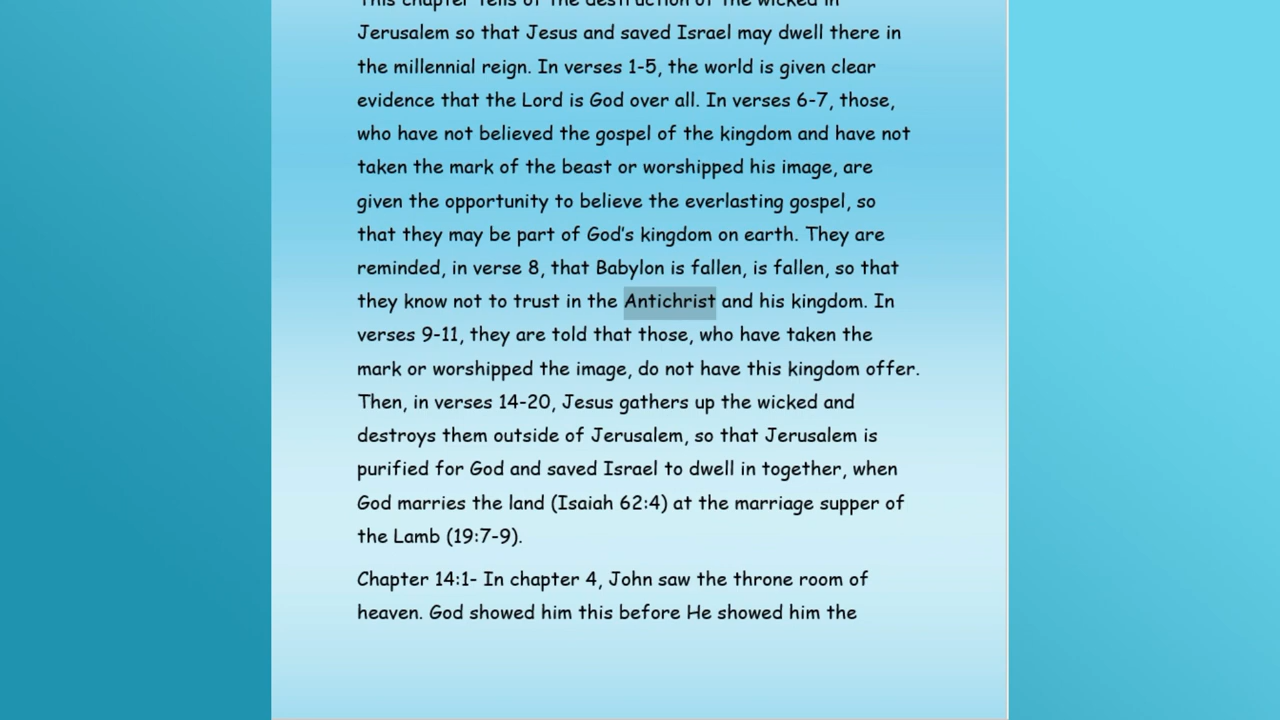 This chapter tells of the destruction of the wicked in
Jerusalem so that Jesus and saved Israel may dwell there in
the millennial reign. In verses 1-5, the world is given clear
evidence that the Lord is God over all. In verses 6-7, those,
who have not believed the gospel of the kingdom and have not
taken the mark of the beast or worshipped his image, are
given the opportunity to believe the everlasting gospel, so
that they may be part of God's kingdom on earth. They are
reminded, in verse 8, that Babylon is fallen, is fallen, so that
they know not to trust in the Antichrist and his kingdom. In
verses 9-11, they are told that those, who have taken the
mark or worshipped the image, do not have this kingdom offer.
Then, in verses 14-20, Jesus gathers up the wicked and
destroys them outside of Jerusalem, so that Jerusalem is
purified for God and saved Israel to dwell in together, when
God marries the land (Isaiah 62:4) at the marriage supper of
the Lamb (19:7-9).
Chapter 14:1- In chapter 4, John saw the throne room of
heaven. God showed him this before He showed him the